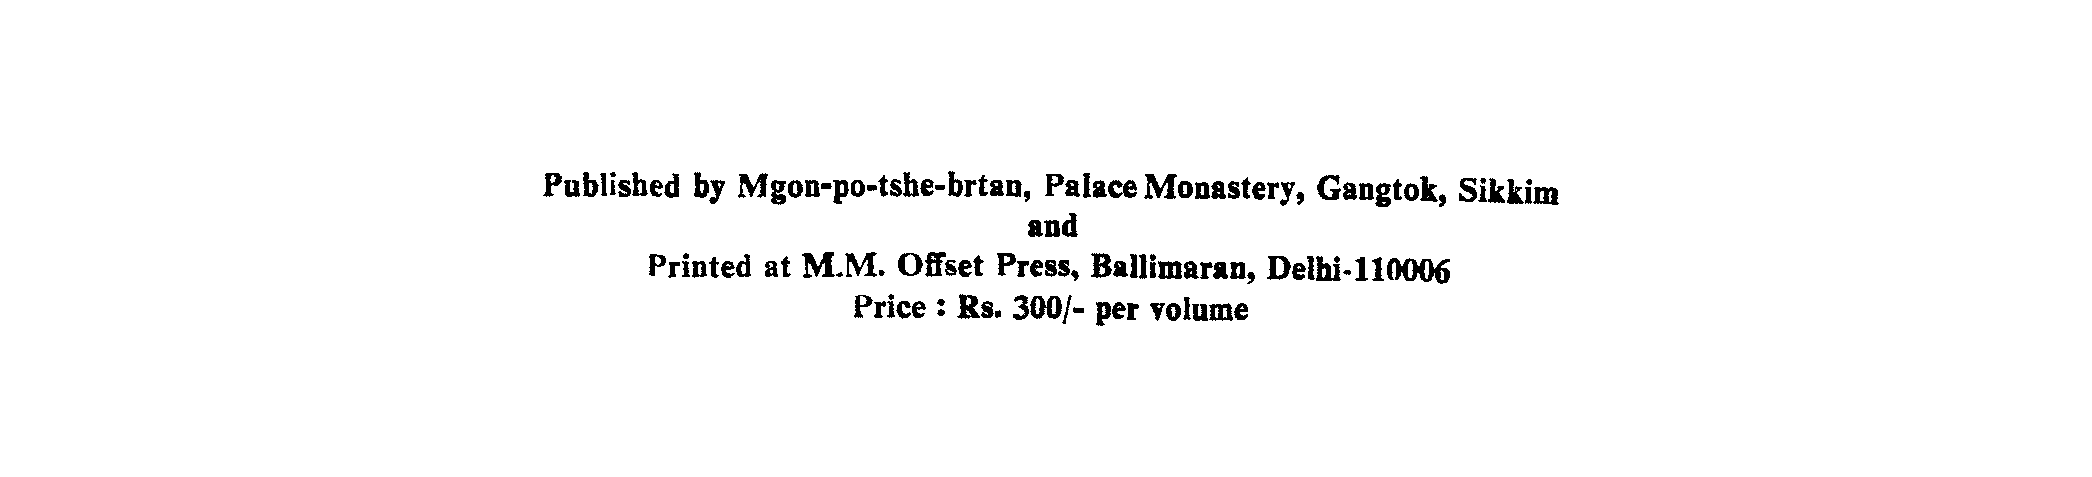 Published by Mgon-po-tshe-brtan, Palace Monastery, Gangtok, Sikkim
and
Printed at M.M. Offset Press, Ballimaran, Delhi-110006
Price : Rs. 300/- per volume